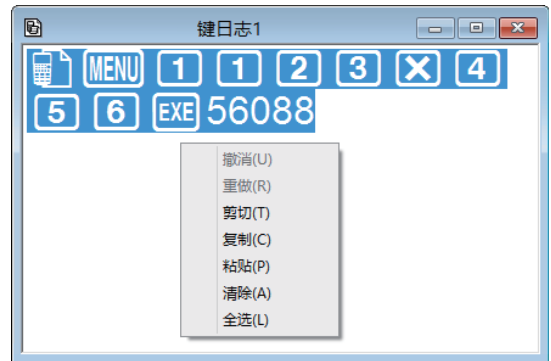 键日志1
MENU 1 1 2 3 × 4
5 6 EXE 56088
撤消(U)
重做(R)
剪切(T)
复制(C)
粘贴(P)
清除(A)
全选(L)